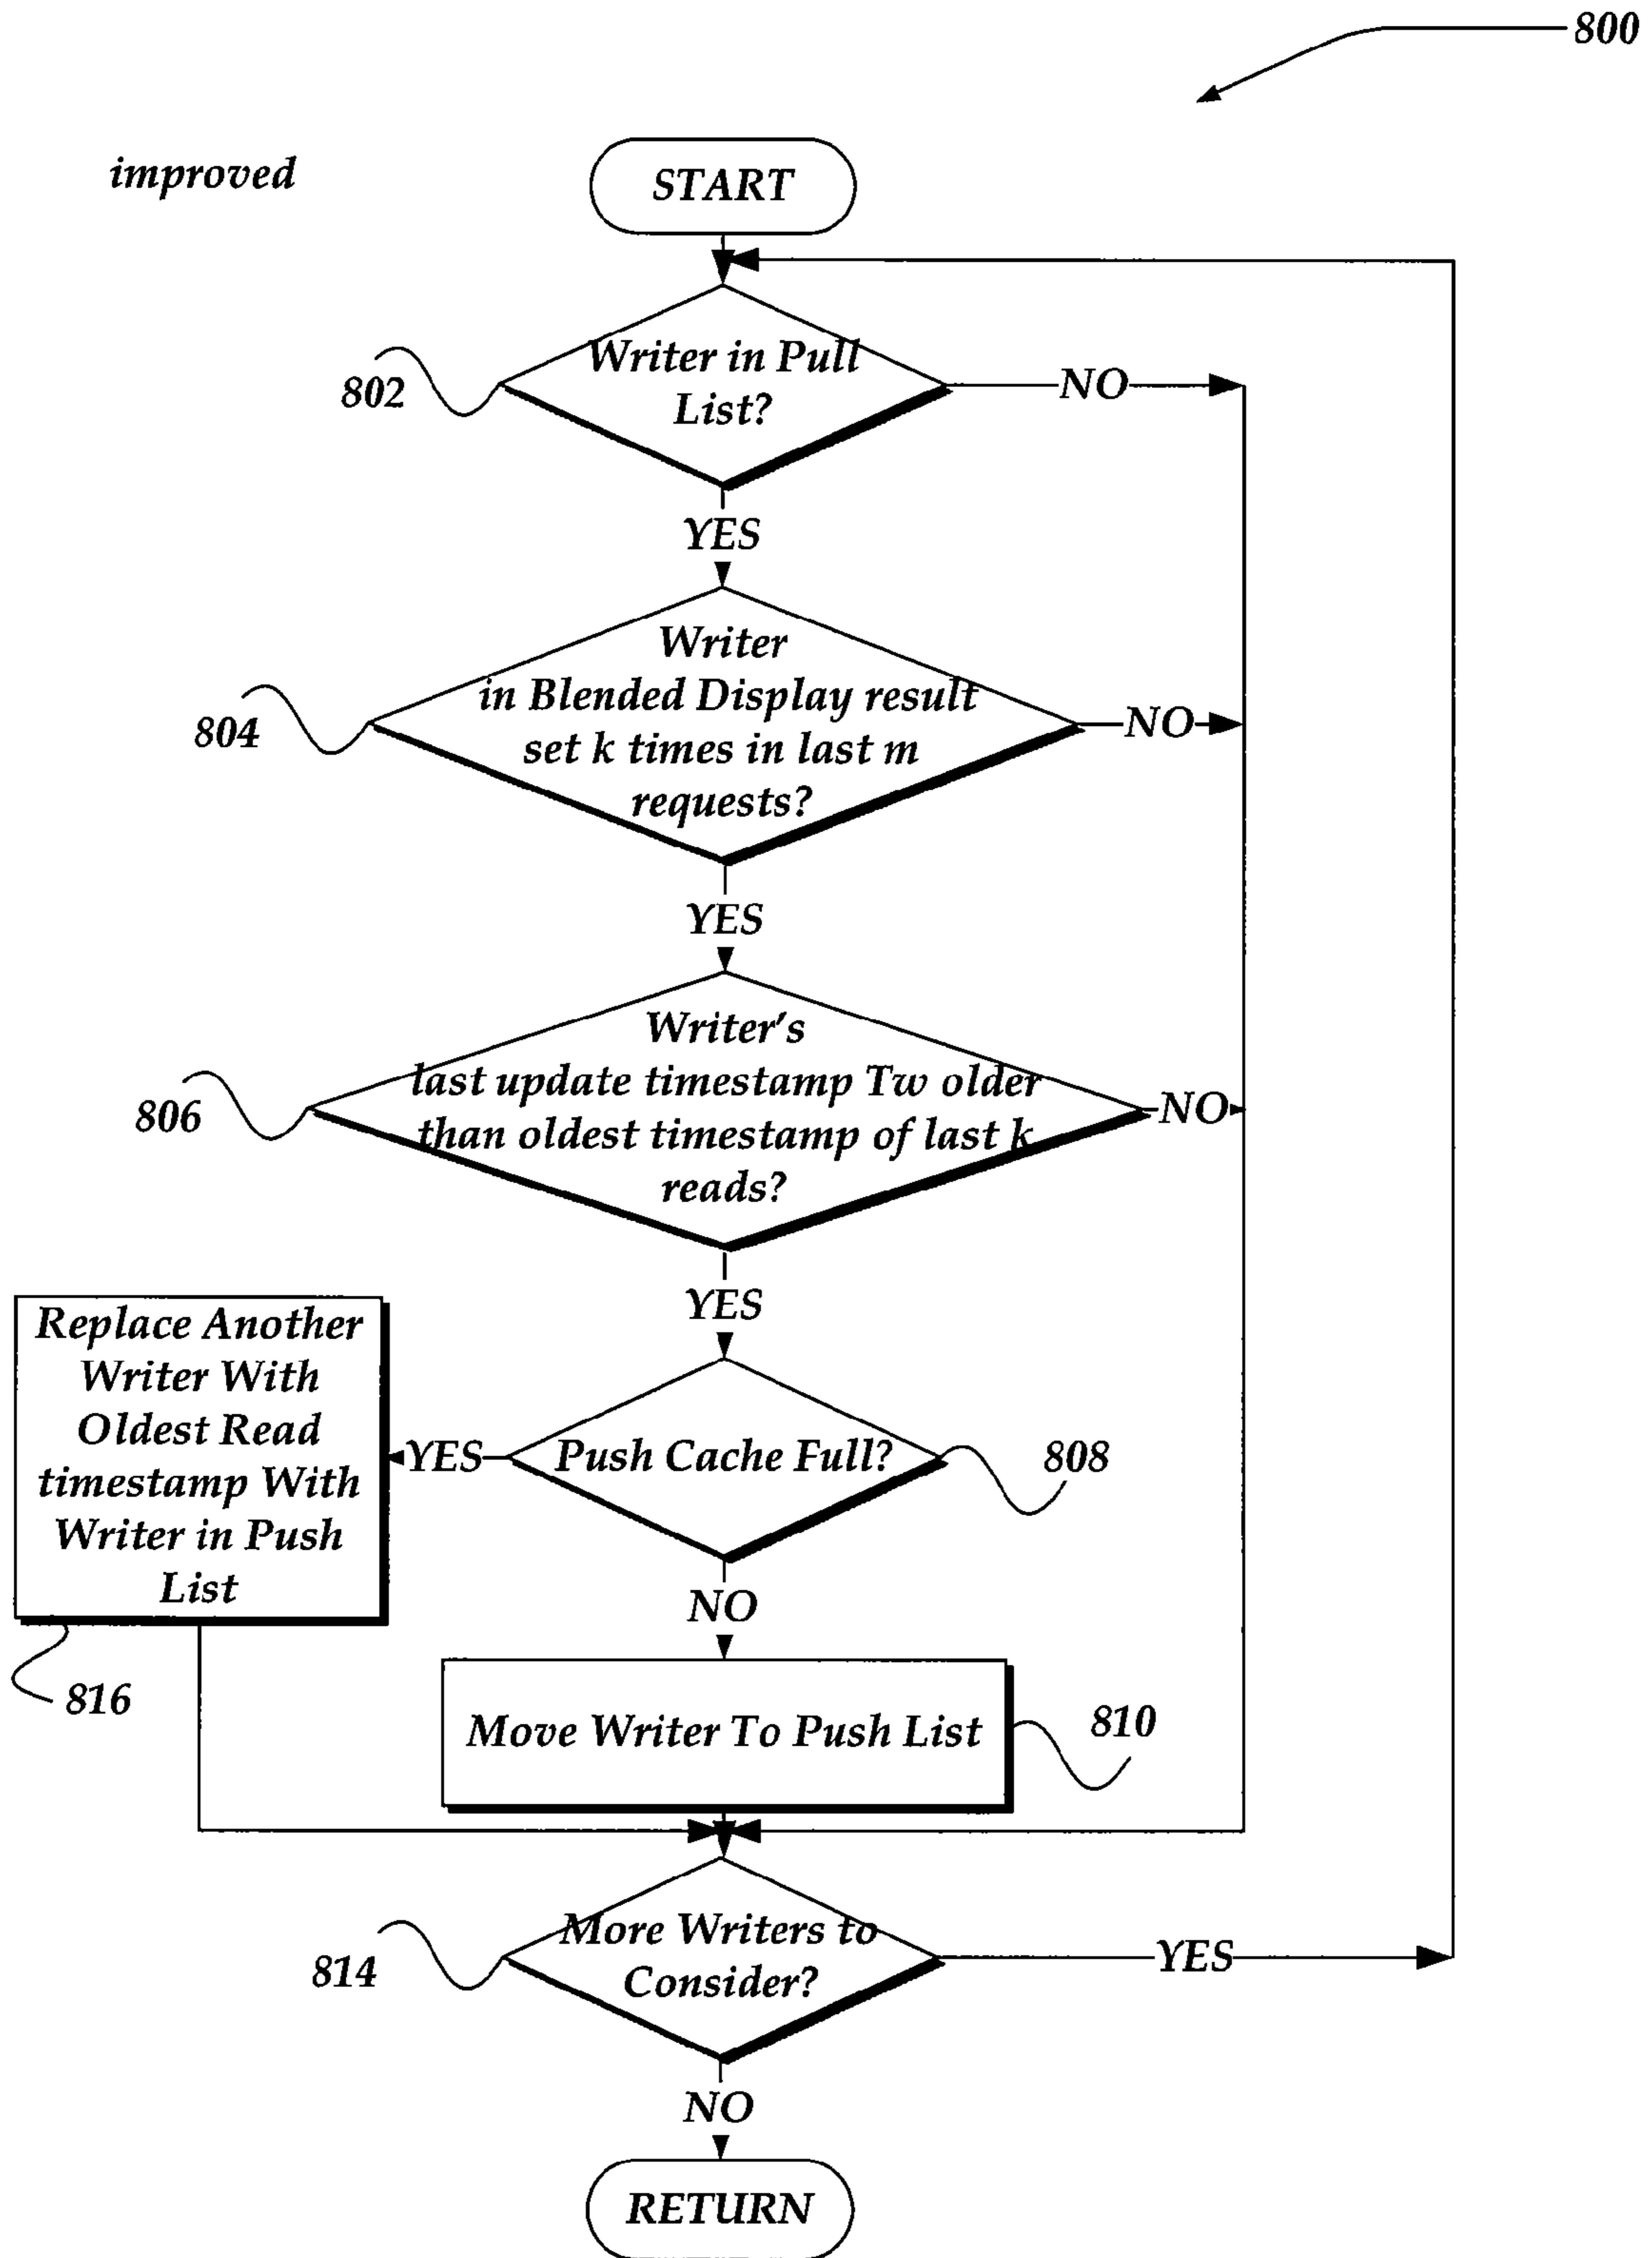 800
improved
START
Writer in Pull
List?
802
NO
YES
Writer
in Blended Display result
set k times in last m
requests?
804
NO
YES
Writer's
last update timestamp Tw older
than oldest timestamp of last k
reads?
806
NO
YES
Replace Another
Writer With
Oldest Read
timestamp With
Writer in Push
List
YES
Push Cache Full?
808
NO
816
Move Writer To Push List
810
More Writers to
Consider?
814
YES
NO
RETURN